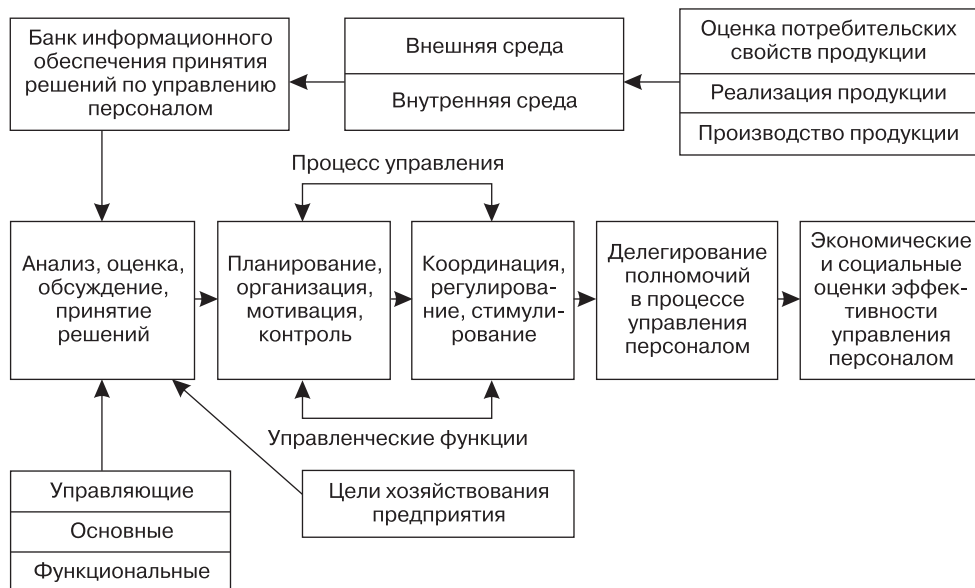 Банк информационного
обеспечения принятия
решений по управлению
персоналом
Внешняя среда
Внутренняя среда
Оценка потребительских
свойств продукции
Реализация продукции
Производство продукции
Процесс управления
Анализ, оценка,
обсуждение,
принятие
решений
Планирование,
организация,
мотивация,
контроль
Координация,
регулирова-
ние, стимули-
рование
Делегирование
полномочий
в процессе
управления
персоналом
Экономические
и социальные
оценки эффек-
тивности
управления
персоналом
Управленческие функции
Управляющие
Основные
Функциональные
Цели хозяйствования
предприятия